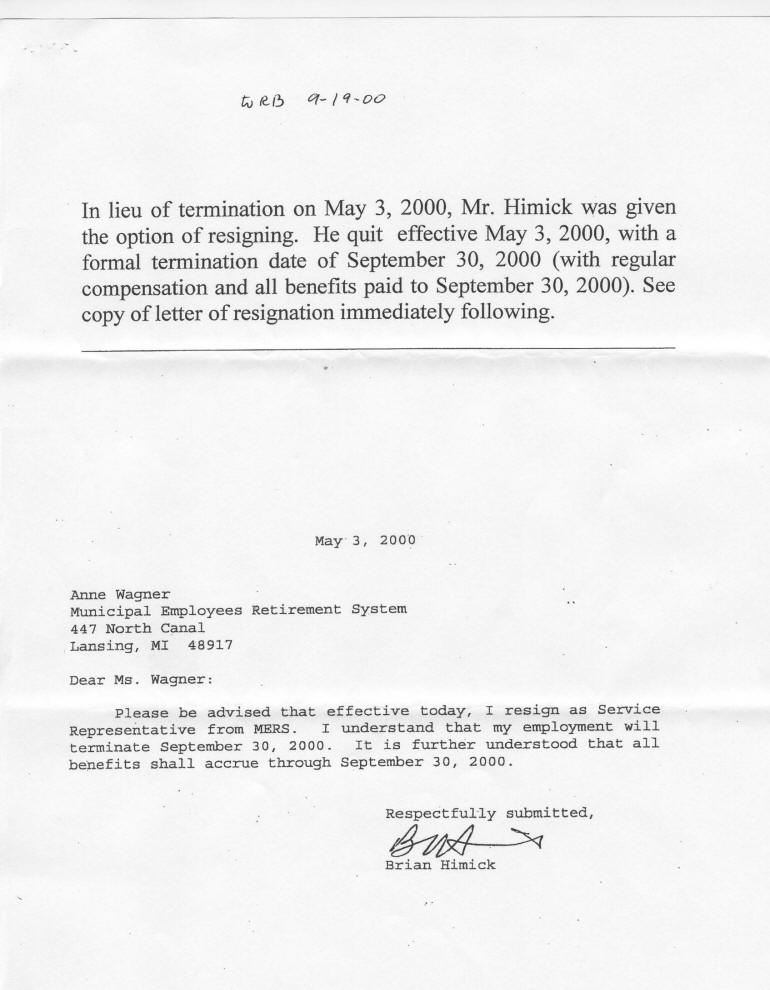 WRB 9-19-00
In lieu of termination on May 3, 2000, Mr. Himick was given
the option of resigning. He quit effective May 3, 2000, with a
formal termination date of September 30, 2000 (with regular
compensation and all benefits paid to September 30, 2000). See
copy of letter of resignation immediately following.
May 3, 2000
Anne Wagner
Municipal Employees Retirement System
447 North Canal
Lansing, MI 48917
Dear Ms. Wagner:
Please be advised that effective today, I resign as Service
Representative from MERS. I understand that my employment will
terminate September 30, 2000. It is further understood that all
benefits shall accrue through September 30, 2000.
Respectfully submitted,
Brian Himick